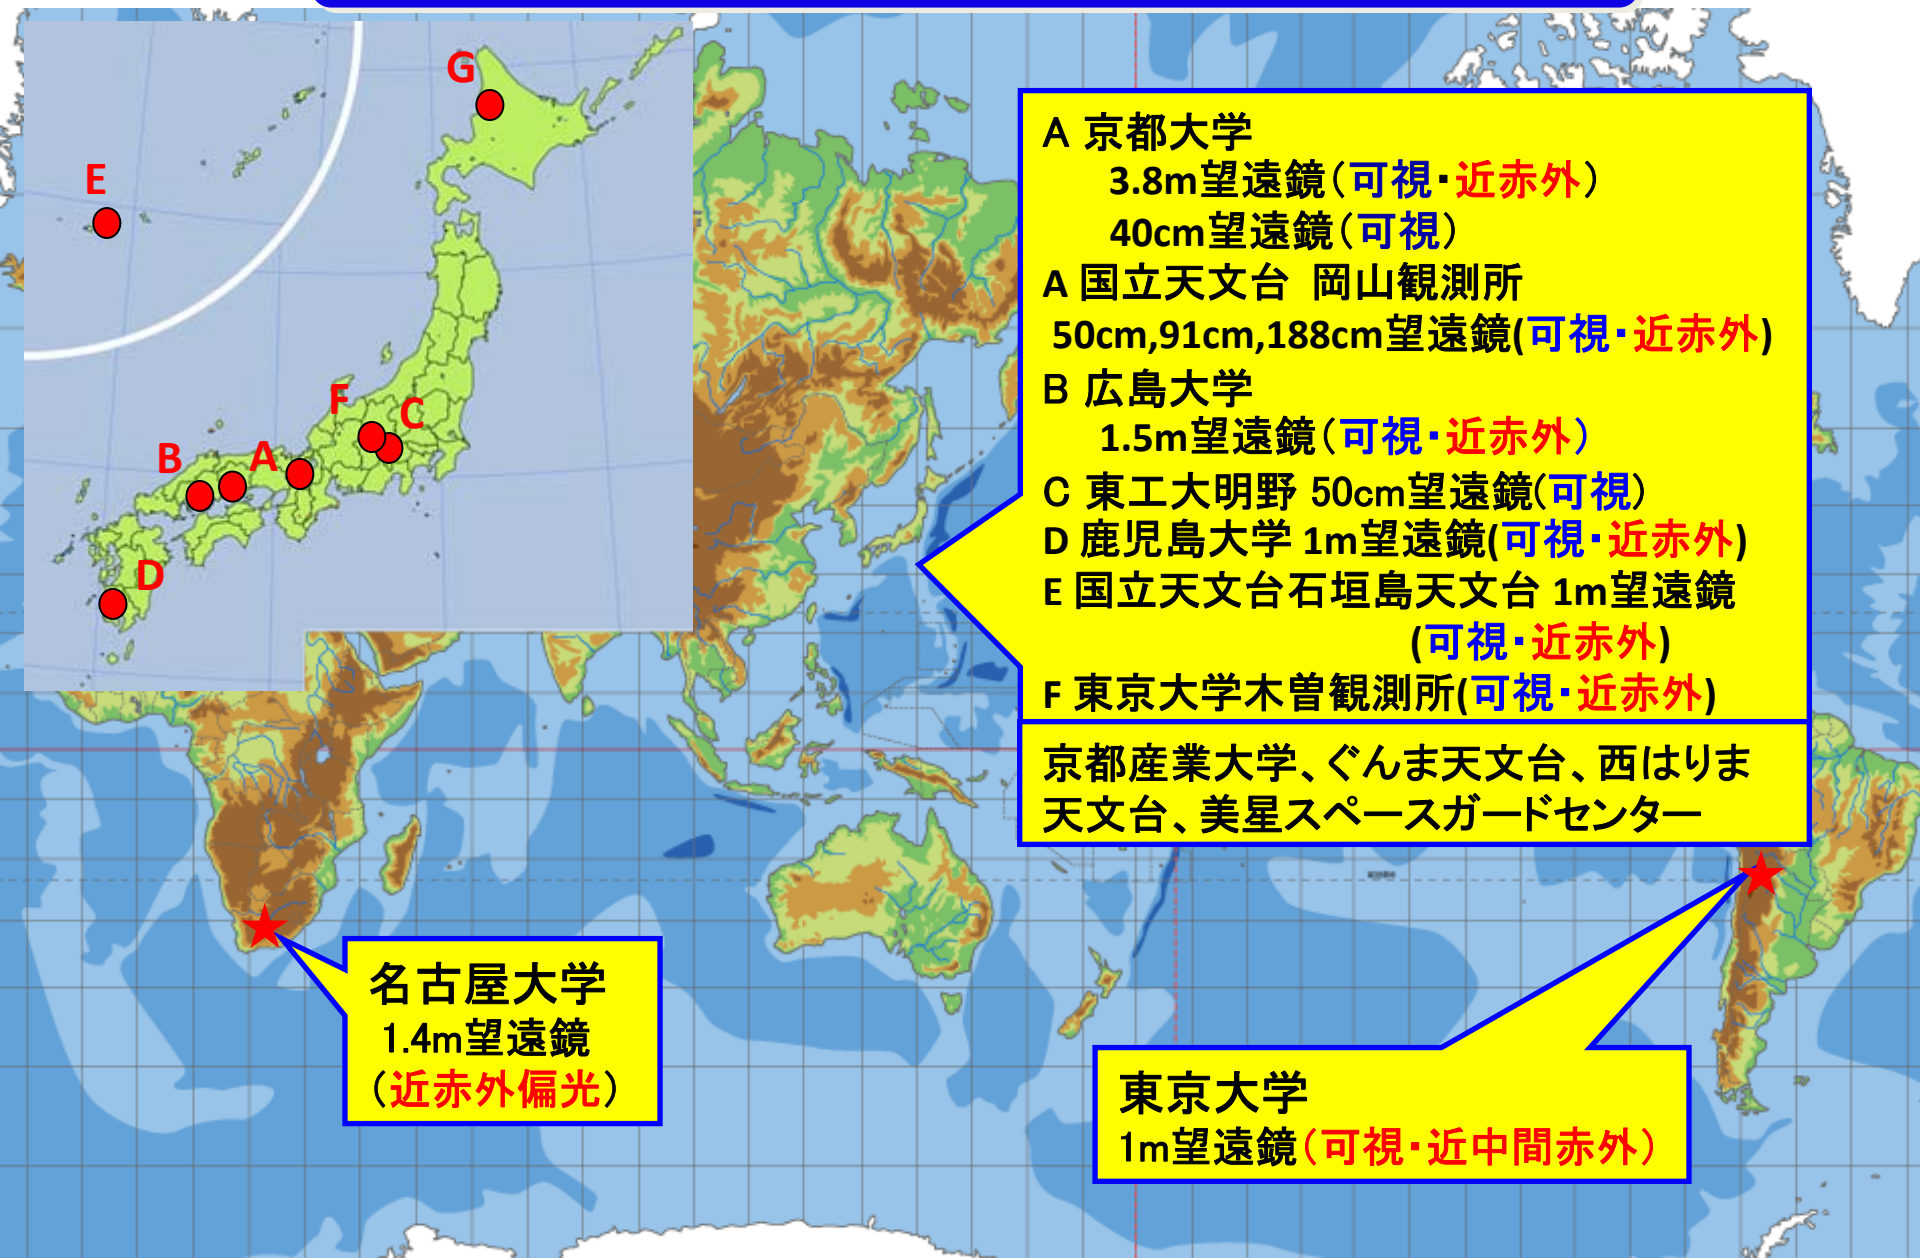 G
E
F
C
B
A
D
A 京都大学
3.8m望遠鏡（可視・近赤外）
40cm望遠鏡（可視）
A 国立天文台 岡山観測所
50cm,91cm,188cm望遠鏡(可視・近赤外)
B 広島大学
1.5m望遠鏡（可視・近赤外）
C 東工大明野 50cm望遠鏡(可視）
D 鹿児島大学 1m望遠鏡(可視・近赤外)
E 国立天文台石垣島天文台 1m望遠鏡
(可視・近赤外)
F 東京大学木曽観測所(可視・近赤外)
京都産業大学、ぐんま天文台、西はりま
天文台、美星スペースガードセンター
名古屋大学
1.4m望遠鏡
（近赤外偏光）
東京大学
1m望遠鏡（可視・近中間赤外）